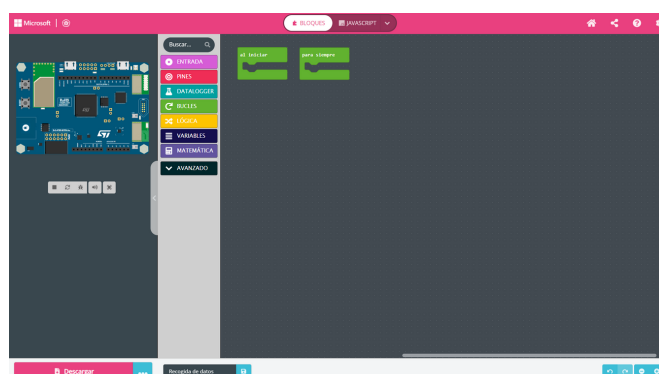 Microsoft
BLOQUES
JAVASCRIPT
Buscar...
ENTRADA
PINES
DATALOGGER
BUCLES
LÓGICA
VARIABLES
MATEMÁTICA
AVANZADO
al iniciar
para siempre
Descargar
Recogida de datos